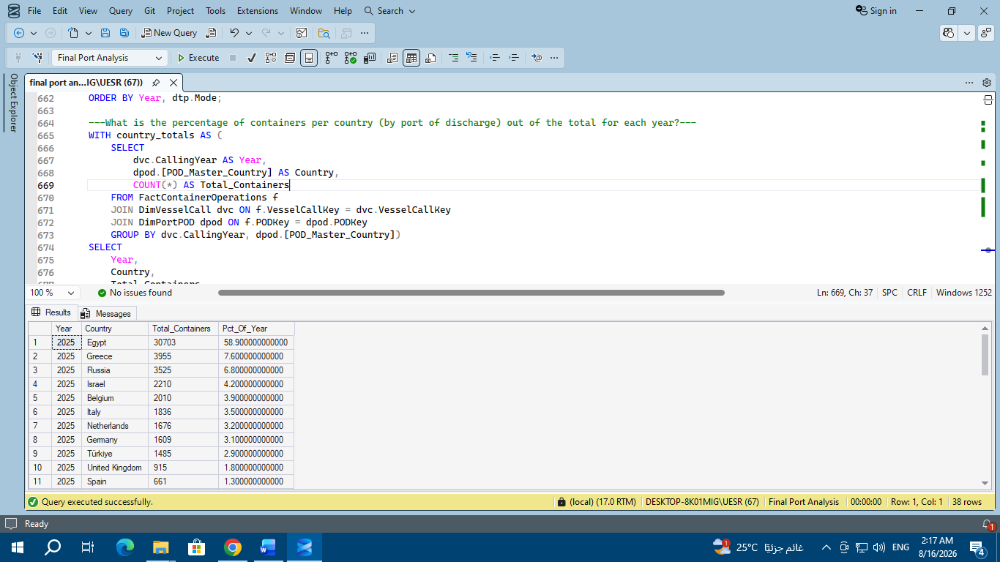 File Edit View Query Git Project Tools Extensions Window Help Search Sign in
New Query
Final Port Analysis Execute
Object Explorer
final port an...IG\UESR (67))
662 ORDER BY Year, dtp.Mode;
663
664 ---What is the percentage of containers per country (by port of discharge) out of the total for each year?---
665 WITH country_totals AS (
666 SELECT
667 dvc.CallingYear AS Year,
668 dpod.[POD_Master_Country] AS Country,
669 COUNT(*) AS Total_Containers
670 FROM FactContainerOperations f
671 JOIN DimVesselCall dvc ON f.VesselCallKey = dvc.VesselCallKey
672 JOIN DimPortPOD dpod ON f.PODKey = dpod.PODKey
673 GROUP BY dvc.CallingYear, dpod.[POD_Master_Country])
674 SELECT
675 Year,
676 Country,
677 Total_Containers
100 % No issues found Ln: 669, Ch: 37 SPC CRLF Windows 1252
Results Messages
Year Country Total_Containers Pct_Of_Year
1 2025 Egypt 30703 58.900000000000
2 2025 Greece 3955 7.600000000000
3 2025 Russia 3525 6.800000000000
4 2025 Israel 2210 4.200000000000
5 2025 Belgium 2010 3.900000000000
6 2025 Italy 1836 3.500000000000
7 2025 Netherlands 1676 3.200000000000
8 2025 Germany 1609 3.100000000000
9 2025 Türkiye 1485 2.900000000000
10 2025 United Kingdom 915 1.800000000000
11 2025 Spain 661 1.300000000000
Query executed successfully. (local) (17.0 RTM) DESKTOP-8K01MIG\UESR (67) Final Port Analysis 00:00:00 Row: 1, Col: 1 38 rows
Ready 1
1 25°C غائم جزئيًا ENG 2:17 AM
8/16/2026 4